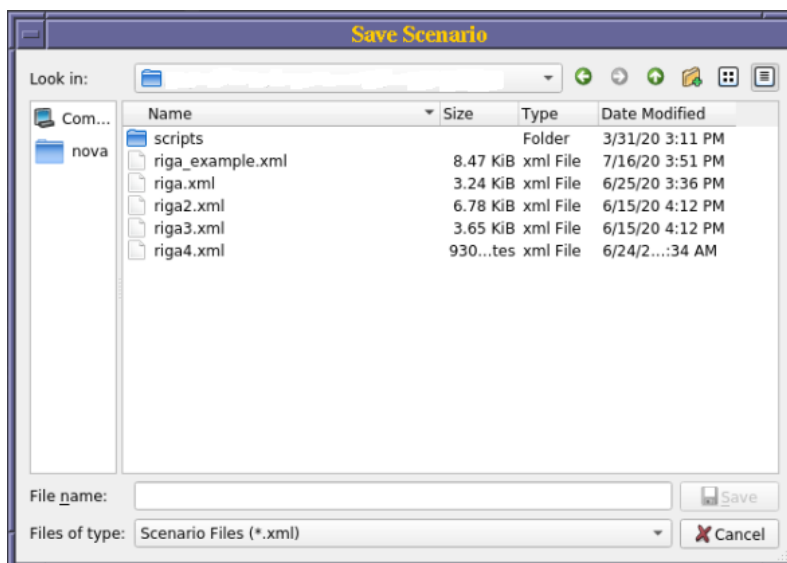 Save Scenario
Look in:
Com...
nova
Name Size Type Date Modified
scripts Folder 3/31/20 3:11 PM
riga_example.xml 8.47 KiB xml File 7/16/20 3:51 PM
riga.xml 3.24 KiB xml File 6/25/20 3:36 PM
riga2.xml 6.78 KiB xml File 6/15/20 4:12 PM
riga3.xml 3.65 KiB xml File 6/15/20 4:12 PM
riga4.xml 930...tes xml File 6/24/2...:34 AM
File name: Save
Files of type: Scenario Files (*.xml) Cancel